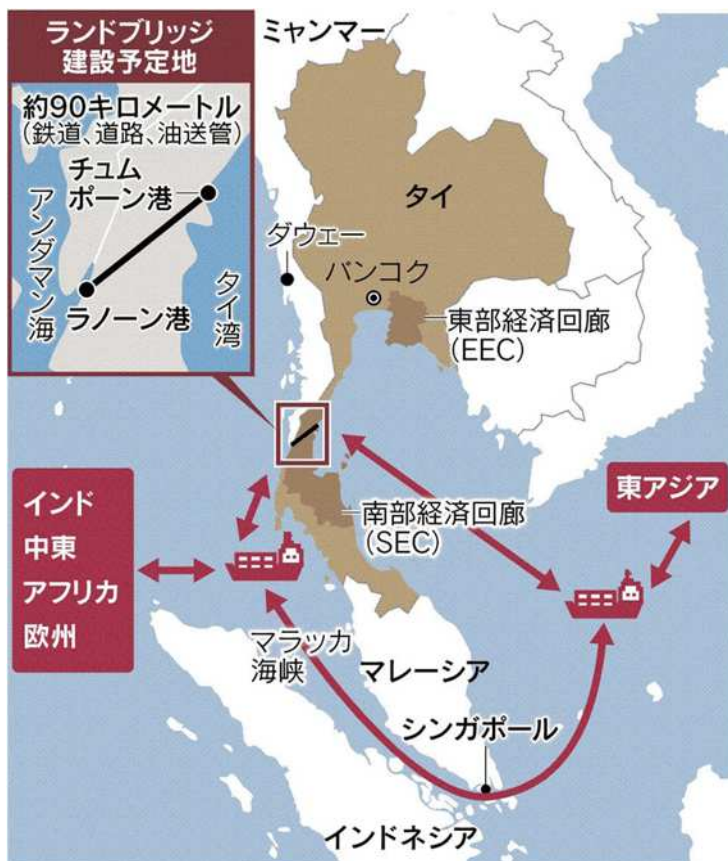 ランドブリッジ
建設予定地
約90キロメートル
(鉄道、道路、油送管)
チュム
ポーン港
アンダマン海
ラノーン港
タイ湾
ミャンマー
タイ
ダウェー
バンコク
東部経済回廊
(EEC)
南部経済回廊
(SEC)
インド
中東
アフリカ
欧州
東アジア
マラッカ
海峡
マレーシア
シンガポール
インドネシア